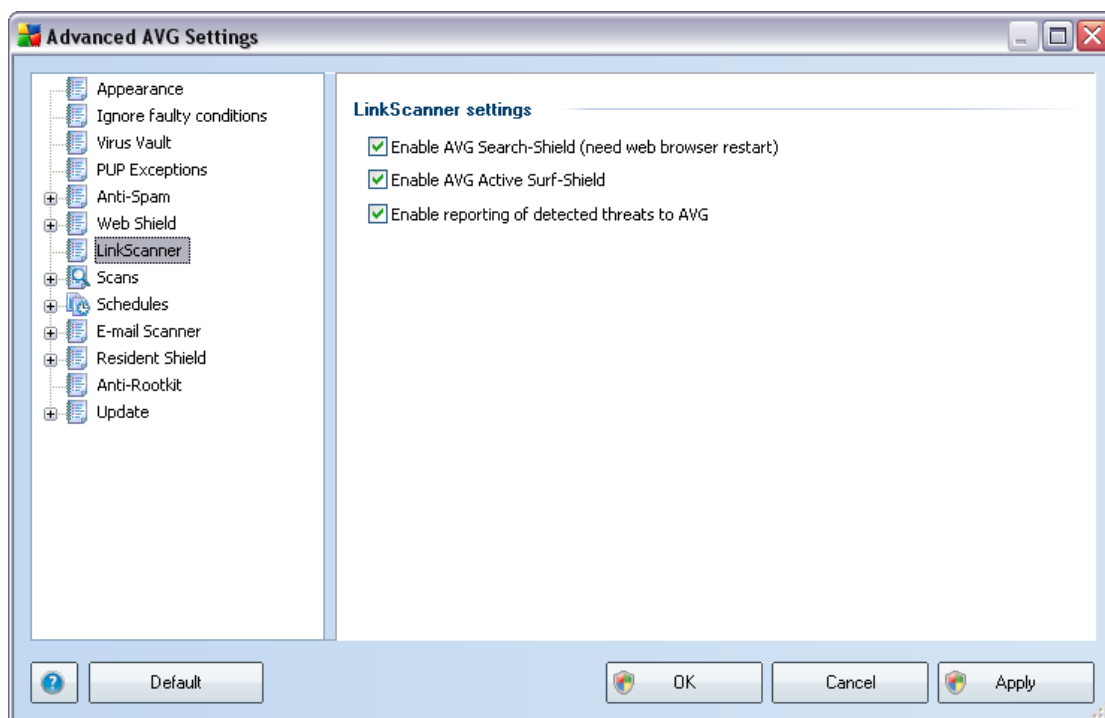 Advanced AVG Settings
Appearance
Ignore faulty conditions
Virus Vault
PUP Exceptions
Anti-Spam
Web Shield
LinkScanner
Scans
Schedules
E-mail Scanner
Resident Shield
Anti-Rootkit
Update
LinkScanner settings
Enable AVG Search-Shield (need web browser restart)
Enable AVG Active Surf-Shield
Enable reporting of detected threats to AVG
Default
OK
Cancel
Apply